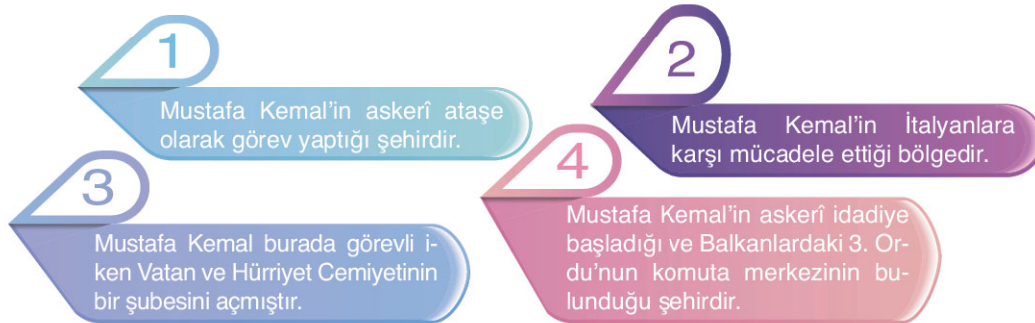 1
Mustafa Kemal'in askerî ataşe
olarak görev yaptığı şehirdir.
2
Mustafa Kemal'in İtalyanlara
karşı mücadele ettiği bölgedir.
3
Mustafa Kemal burada görevli i-
ken Vatan ve Hürriyet Cemiyetinin
bir şubesini açmıştır.
4
Mustafa Kemal'in askerî idadiye
başladığı ve Balkanlardaki 3. Or-
du'nun komuta merkezinin bu-
lunduğu şehirdir.